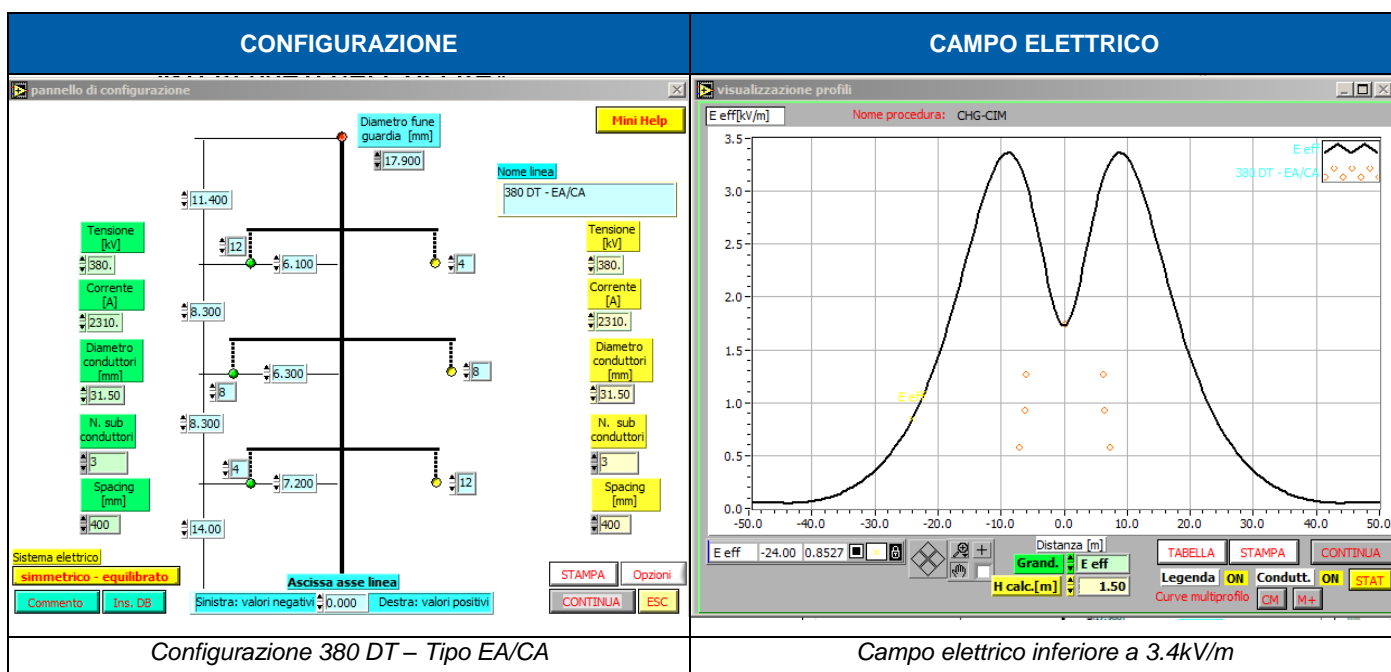 CONFIGURAZIONE
CAMPO ELETTRICO
pannello di configurazione
Mini Help
Diametro fune
guardia [mm]
17.900
Nome linea
380 DT - EA/CA
11.400
Tensione
[kV]
380.
12
6.100
4
Tensione
[kV]
380.
Corrente
[A]
2310.
8.300
Corrente
[A]
2310.
Diametro
conduttori
[mm]
31.50
6.300
8
8
Diametro
conduttori
[mm]
31.50
N. sub
conduttori
3
8.300
N. sub
conduttori
3
4
7.200
12
Spacing
[mm]
400
14.00
Spacing
[mm]
400
Sistema elettrico
simmetrico - equilibrato
Commento
Ins. DB
Ascissa asse linea
Sinistra: valori negativi
0.000
Destra: valori positivi
STAMPA
Opzioni
CONTINUA
ESC
visualizzazione profili
E eff[kV/m]
Nome procedura: CHG-CIM
E eff
380 DT - EA/CA
3.5
3.0
2.5
2.0
1.5
1.0
0.5
0.0
E eff
-50.0 -40.0 -30.0 -20.0 -10.0 0.0 10.0 20.0 30.0 40.0 50.0
Distanza [m]
E eff -24.00 0.8527
Grand. E eff
H calc.[m] 1.50
TABELLA
STAMPA
CONTINUA
Legenda ON Condutt. ON STAT
Curve multiprofilo CM M+
Configurazione 380 DT – Tipo EA/CA
Campo elettrico inferiore a 3.4kV/m